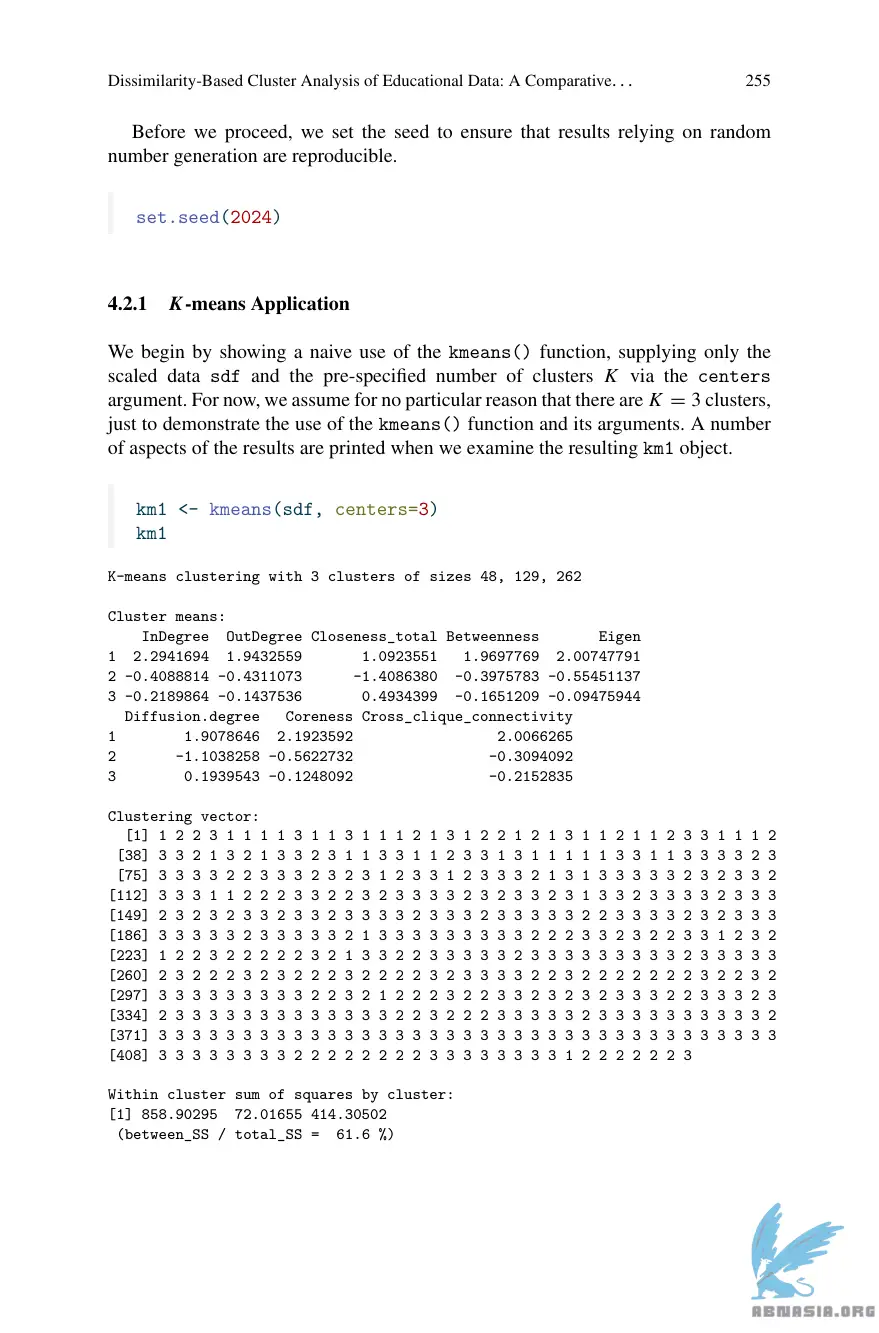 Dissimilarity-Based Cluster Analysis of Educational Data: A Comparative. . . 255
Before we proceed, we set the seed to ensure that results relying on random
number generation are reproducible.
set.seed(2024)
4.2.1 K-means Application
We begin by showing a naive use of the kmeans() function, supplying only the
scaled data sdf and the pre-specified number of clusters K via the centers
argument. For now, we assume for no particular reason that there are K = 3 clusters,
just to demonstrate the use of the kmeans() function and its arguments. A number
of aspects of the results are printed when we examine the resulting km1 object.
km1 <- kmeans(sdf, centers=3)
km1
K-means clustering with 3 clusters of sizes 48, 129, 262
Cluster means:
InDegree OutDegree Closeness_total Betweenness Eigen
1 2.2941694 1.9432559 1.0923551 1.9697769 2.00747791
2 -0.4088814 -0.4311073 -1.4086380 -0.3975783 -0.55451137
3 -0.2189864 -0.1437536 0.4934399 -0.1651209 -0.09475944
Diffusion.degree Coreness Cross_clique_connectivity
1 1.9078646 2.1923592 2.0066265
2 -1.1038258 -0.5622732 -0.3094092
3 0.1939543 -0.1248092 -0.2152835
Clustering vector:
[1] 1 2 2 3 1 1 1 1 3 1 1 3 1 1 1 2 1 3 1 2 2 1 2 1 3 1 1 2 1 1 2 3 3 1 1 1 2
[38] 3 3 2 1 3 2 1 3 3 2 3 1 1 3 3 1 1 2 3 3 1 3 1 1 1 1 1 3 3 1 1 3 3 3 3 2 3
[75] 3 3 3 3 2 2 3 3 3 2 3 2 3 1 2 3 3 1 2 3 3 3 2 1 3 1 3 3 3 3 3 2 3 2 3 3 2
[112] 3 3 3 1 1 2 2 2 3 3 2 2 3 2 3 3 3 3 2 3 2 3 3 2 3 1 3 3 2 3 3 3 3 2 3 3 3
[149] 2 3 2 3 2 3 3 2 3 3 2 3 3 3 3 2 3 3 3 2 3 3 3 3 3 2 2 3 3 3 3 2 3 2 3 3 3
[186] 3 3 3 3 3 2 3 3 3 3 3 2 1 3 3 3 3 3 3 3 3 3 2 2 2 3 3 2 3 2 2 3 3 1 2 3 2
[223] 1 2 2 3 2 2 2 2 2 3 2 1 3 3 2 2 3 3 3 3 3 2 3 3 3 3 3 3 3 3 3 2 3 3 3 3 3
[260] 2 3 2 2 2 3 2 3 2 2 2 3 2 2 2 2 3 2 3 3 3 3 2 2 3 2 2 2 2 2 2 2 3 2 2 3 2
[297] 3 3 3 3 3 3 3 3 3 2 2 3 2 1 2 2 2 3 2 2 3 3 2 3 2 3 2 3 3 3 2 2 3 3 3 2 3
[334] 2 3 3 3 3 3 3 3 3 3 3 3 3 3 2 2 3 2 2 2 3 3 3 3 3 2 3 3 3 3 3 3 3 3 3 3 2
[371] 3 3 3 3 3 3 3 3 3 3 3 3 3 3 3 3 3 3 3 3 3 3 3 3 3 3 3 3 3 3 3 3 3 3 3 3 3
[408] 3 3 3 3 3 3 3 3 2 2 2 2 2 2 2 2 3 3 3 3 3 3 3 3 1 2 2 2 2 2 2 3
Within cluster sum of squares by cluster:
[1] 858.90295 72.01655 414.30502
(between_SS / total_SS = 61.6 %)
ABNASIA.ORG